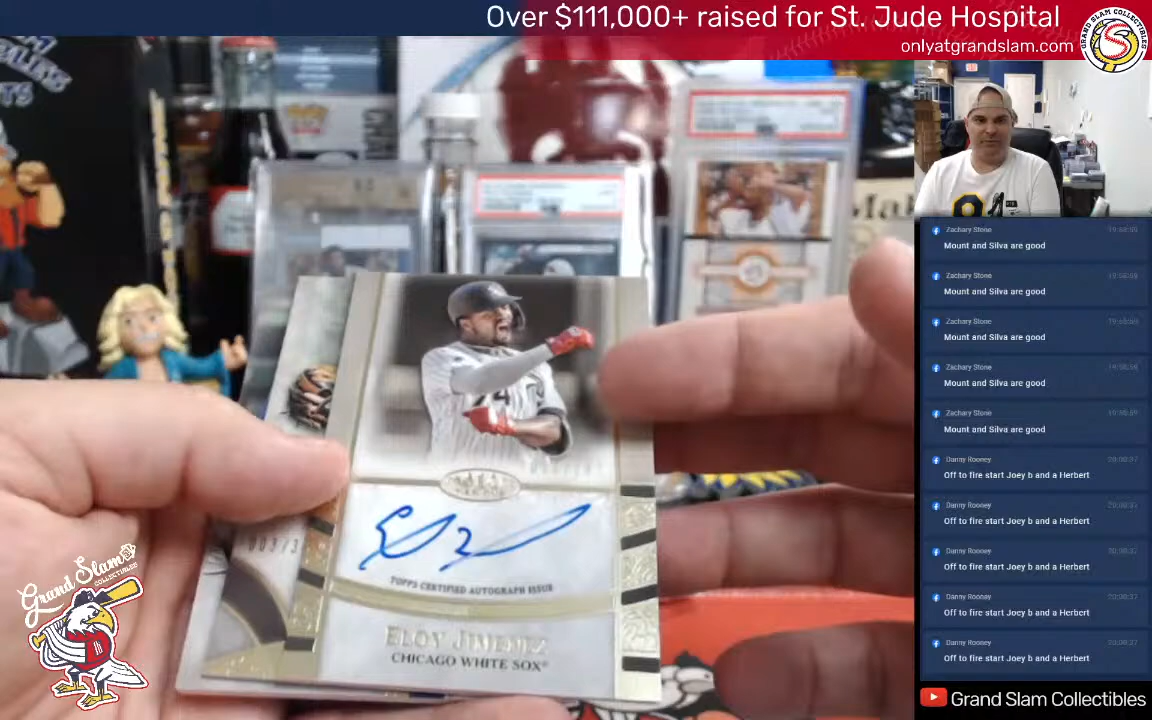 Over $111,000+ raised for St. Jude Hospital
onlyatgrandslam.com
GRAND SLAM COLLECTIBLES
Zachary Stone
Mount and Silva are good
Zachary Stone
Mount and Silva are good
Zachary Stone
Mount and Silva are good
Zachary Stone
Mount and Silva are good
Zachary Stone
Mount and Silva are good
Danny Rooney
Off to fire start Joey b and a Herbert
Danny Rooney
Off to fire start Joey b and a Herbert
Danny Rooney
Off to fire start Joey b and a Herbert
Danny Rooney
Off to fire start Joey b and a Herbert
Danny Rooney
Off to fire start Joey b and a Herbert
74
TOPPS CERTIFIED AUTOGRAPH ISSUE
ELOY JIMENEZ
CHICAGO WHITE SOX
Grand Slam
COLLECTIBLES
Grand Slam Collectibles